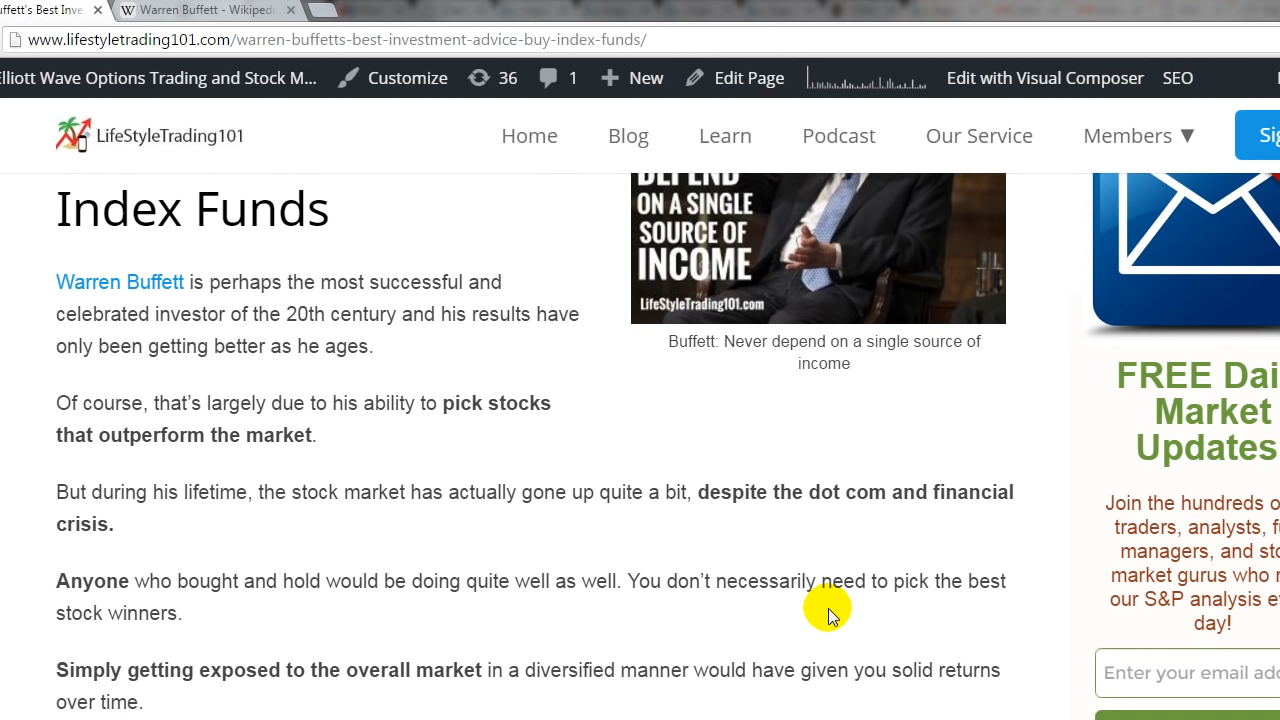 uffett's Best Inve
Warren Buffett - Wikiped
www.lifestyletrading101.com/warren-buffetts-best-investment-advice-buy-index-funds/
lliott Wave Options Trading and Stock M...
Customize
36
1
New
Edit Page
Edit with Visual Composer
SEO
LifeStyleTrading101
Home
Blog
Learn
Podcast
Our Service
Members ▼
Sig
Index Funds
DEPEND
ON A SINGLE
SOURCE OF
INCOME
LifeStyleTrading101.com
Buffett: Never depend on a single source of
income
Warren Buffett is perhaps the most successful and
celebrated investor of the 20th century and his results have
only been getting better as he ages.
Of course, that’s largely due to his ability to pick stocks
that outperform the market.
But during his lifetime, the stock market has actually gone up quite a bit, despite the dot com and financial
crisis.
Anyone who bought and hold would be doing quite well as well. You don’t necessarily need to pick the best
stock winners.
Simply getting exposed to the overall market in a diversified manner would have given you solid returns
over time.
FREE Dai
Market
Updates
Join the hundreds o
traders, analysts, fu
managers, and sto
market gurus who r
our S&P analysis ev
day!
Enter your email add